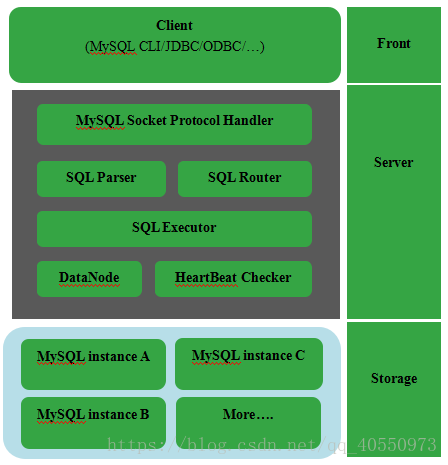 Client
(MySQL CLI/JDBC/ODBC/…)
Front
MySQL Socket Protocol Handler
SQL Parser
SQL Router
Server
SQL Executor
DataNode
HeartBeat Checker
MySQL instance A
MySQL instance C
Storage
MySQL instance B
More….
https://blog.csdn.net/qq_40550973